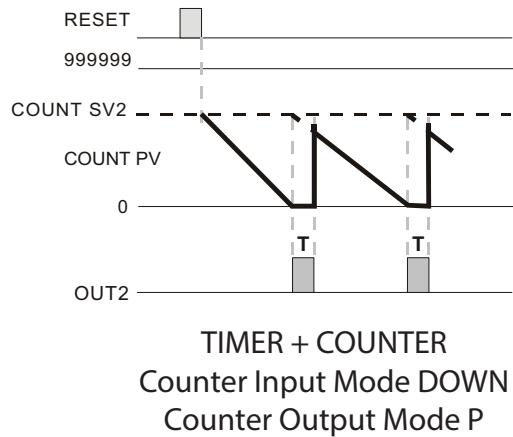 RESET
999999
COUNT SV2
COUNT PV
0
T T
OUT2
TIMER + COUNTER
Counter Input Mode DOWN
Counter Output Mode P